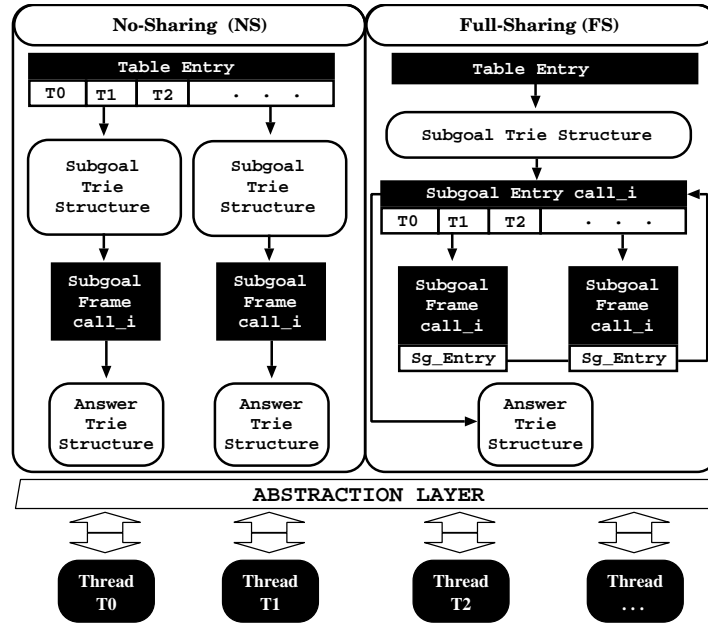 No-Sharing (NS)
Full-Sharing (FS)
Table Entry
T0 T1 T2 . . .
Subgoal
Trie
Structure
Subgoal
Trie
Structure
Subgoal
Frame
call_i
Subgoal
Frame
call_i
Answer
Trie
Structure
Answer
Trie
Structure
Table Entry
Subgoal Trie Structure
Subgoal Entry call_i
T0 T1 T2 . . .
Subgoal
Frame
call_i
Sg_Entry
Subgoal
Frame
call_i
Sg_Entry
Answer
Trie
Structure
ABSTRACTION LAYER
Thread
T0
Thread
T1
Thread
T2
Thread
. . .